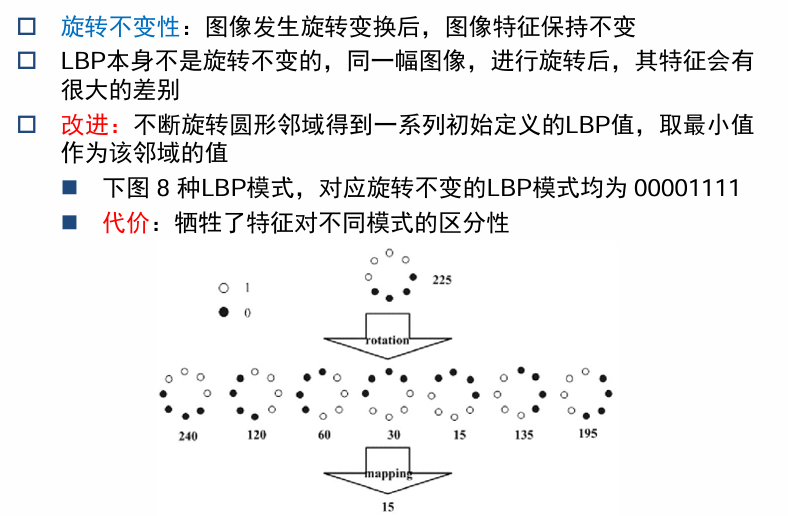 旋转不变性：图像发生旋转变换后，图像特征保持不变
LBP本身不是旋转不变的，同一幅图像，进行旋转后，其特征会有
很大的差别
改进：不断旋转圆形邻域得到一系列初始定义的LBP值，取最小值
作为该邻域的值
下图 8 种LBP模式，对应旋转不变的LBP模式均为 00001111
代价：牺牲了特征对不同模式的区分性
225
1
0
rotation
240 120 60 30 15 135 195
mapping
15